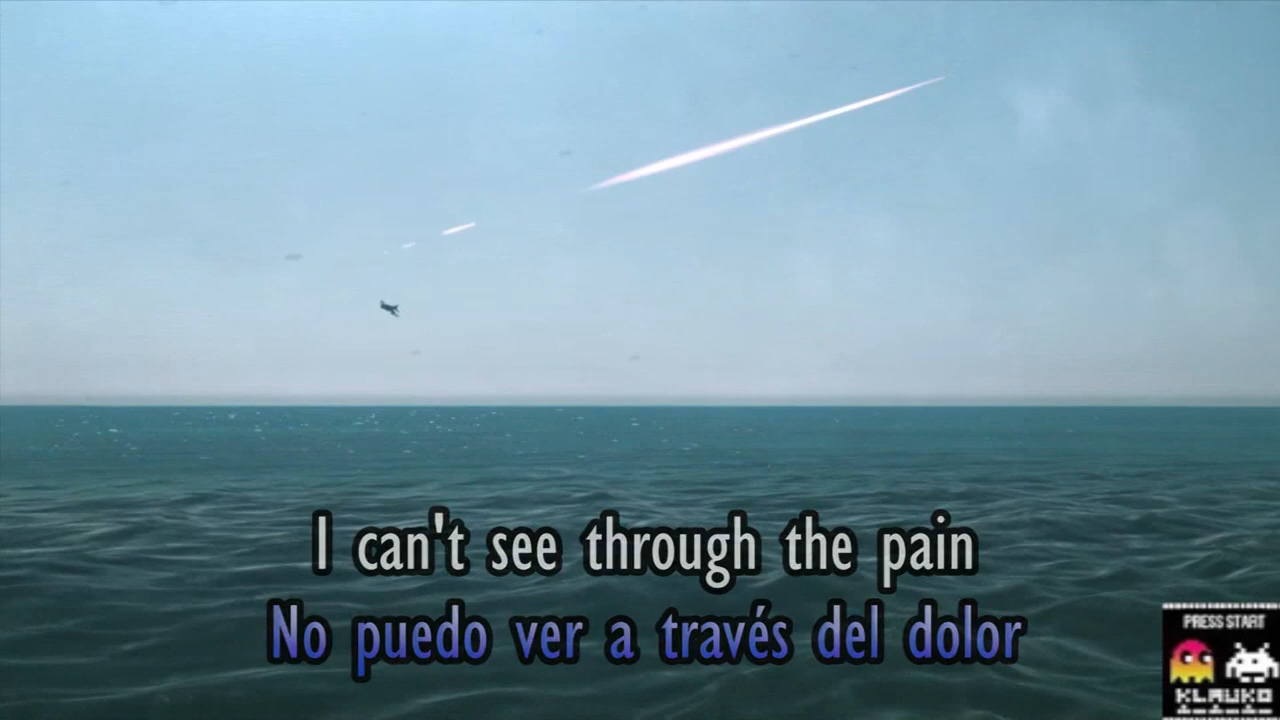 I can't see through the pain
No puedo ver a través del dolor
PRESS START
KLAUKO